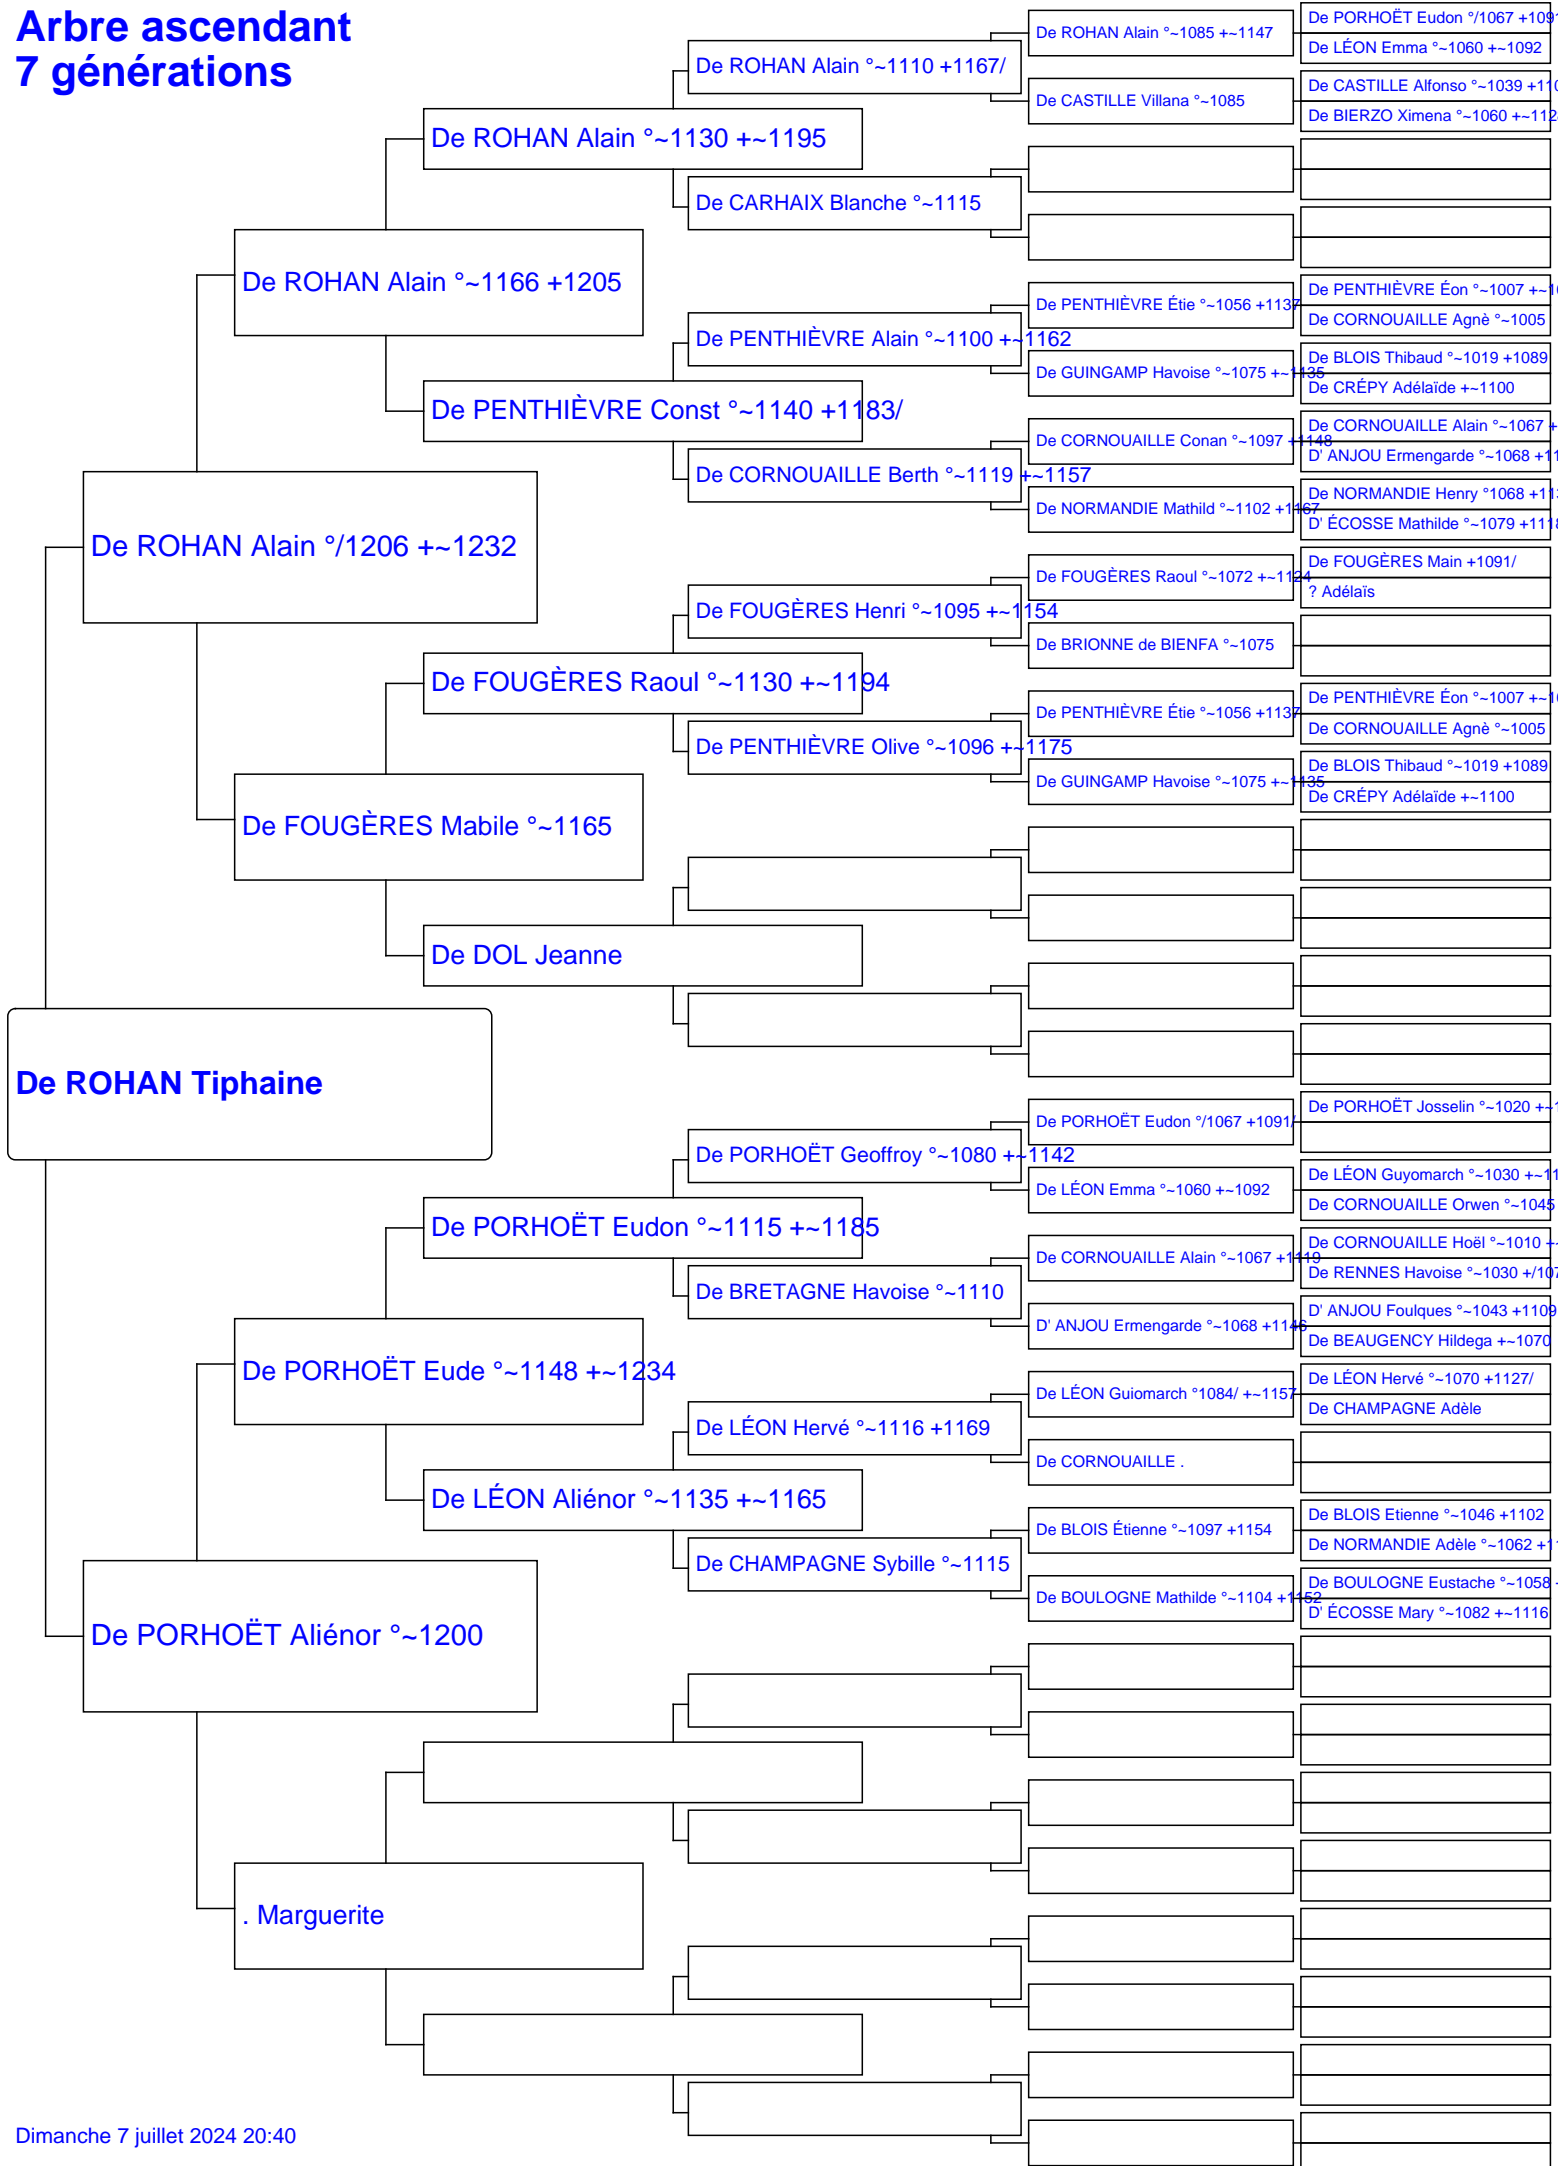 Arbre ascendant
7 générations
De ROHAN Tiphaine
De ROHAN Alain °/1206 +~1232
De PORHOËT Aliénor °~1200
De ROHAN Alain °~1166 +1205
De FOUGÈRES Mabile °~1165
De PORHOËT Eude °~1148 +~1234
. Marguerite
De ROHAN Alain °~1130 +~1195
De PENTHIÈVRE Const °~1140 +1183/
De FOUGÈRES Raoul °~1130 +~1194
De DOL Jeanne
De PORHOËT Eudon °~1115 +~1185
De LÉON Aliénor °~1135 +~1165
De ROHAN Alain °~1110 +1167/
De CARHAIX Blanche °~1115
De PENTHIÈVRE Alain °~1100 +~1162
De CORNOUAILLE Berth °~1119 +~1157
De FOUGÈRES Henri °~1095 +~1154
De PENTHIÈVRE Olive °~1096 +~1175
De PORHOËT Geoffroy °~1080 +~1142
De BRETAGNE Havoise °~1110
De LÉON Hervé °~1116 +1169
De CHAMPAGNE Sybille °~1115
De ROHAN Alain °~1085 +~1147
De CASTILLE Villana °~1085
De PENTHIÈVRE Étie °~1056 +1137
De GUINGAMP Havoise °~1075 +~1135
De CORNOUAILLE Conan °~1097 +1148
De NORMANDIE Mathild °~1102 +1167
De FOUGÈRES Raoul °~1072 +~1124
De BRIONNE de BIENFA °~1075
De PENTHIÈVRE Étie °~1056 +1137
De GUINGAMP Havoise °~1075 +~1135
De PORHOËT Eudon °/1067 +1091/
De LÉON Emma °~1060 +~1092
De CORNOUAILLE Alain °~1067 +1119
D' ANJOU Ermengarde °~1068 +1146
De LÉON Guiomarch °1084/ +~1157
De CORNOUAILLE .
De BLOIS Étienne °~1097 +1154
De BOULOGNE Mathilde °~1104 +1152
De PORHOËT Eudon °/1067 +1091
De LÉON Emma °~1060 +~1092
De CASTILLE Alfonso °~1039 +110
De BIERZO Ximena °~1060 +~112
De PENTHIÈVRE Éon °~1007 +~1
De CORNOUAILLE Agnè °~1005
De BLOIS Thibaud °~1019 +1089
De CRÉPY Adélaïde +~1100
De CORNOUAILLE Alain °~1067 +
D' ANJOU Ermengarde °~1068 +11
De NORMANDIE Henry °1068 +113
D' ÉCOSSE Mathilde °~1079 +1118
De FOUGÈRES Main +1091/
? Adélaïs
De PENTHIÈVRE Éon °~1007 +~1
De CORNOUAILLE Agnè °~1005
De BLOIS Thibaud °~1019 +1089
De CRÉPY Adélaïde +~1100
De PORHOËT Josselin °~1020 +~1
De LÉON Guyomarch °~1030 +~11
De CORNOUAILLE Orwen °~1045
De CORNOUAILLE Hoël °~1010 +~
De RENNES Havoise °~1030 +/107
D' ANJOU Foulques °~1043 +1109
De BEAUGENCY Hildega +~1070
De LÉON Hervé °~1070 +1127/
De CHAMPAGNE Adèle
De BLOIS Etienne °~1046 +1102
De NORMANDIE Adèle °~1062 +1
De BOULOGNE Eustache °~1058
D' ÉCOSSE Mary °~1082 +~1116
Dimanche 7 juillet 2024 20:40